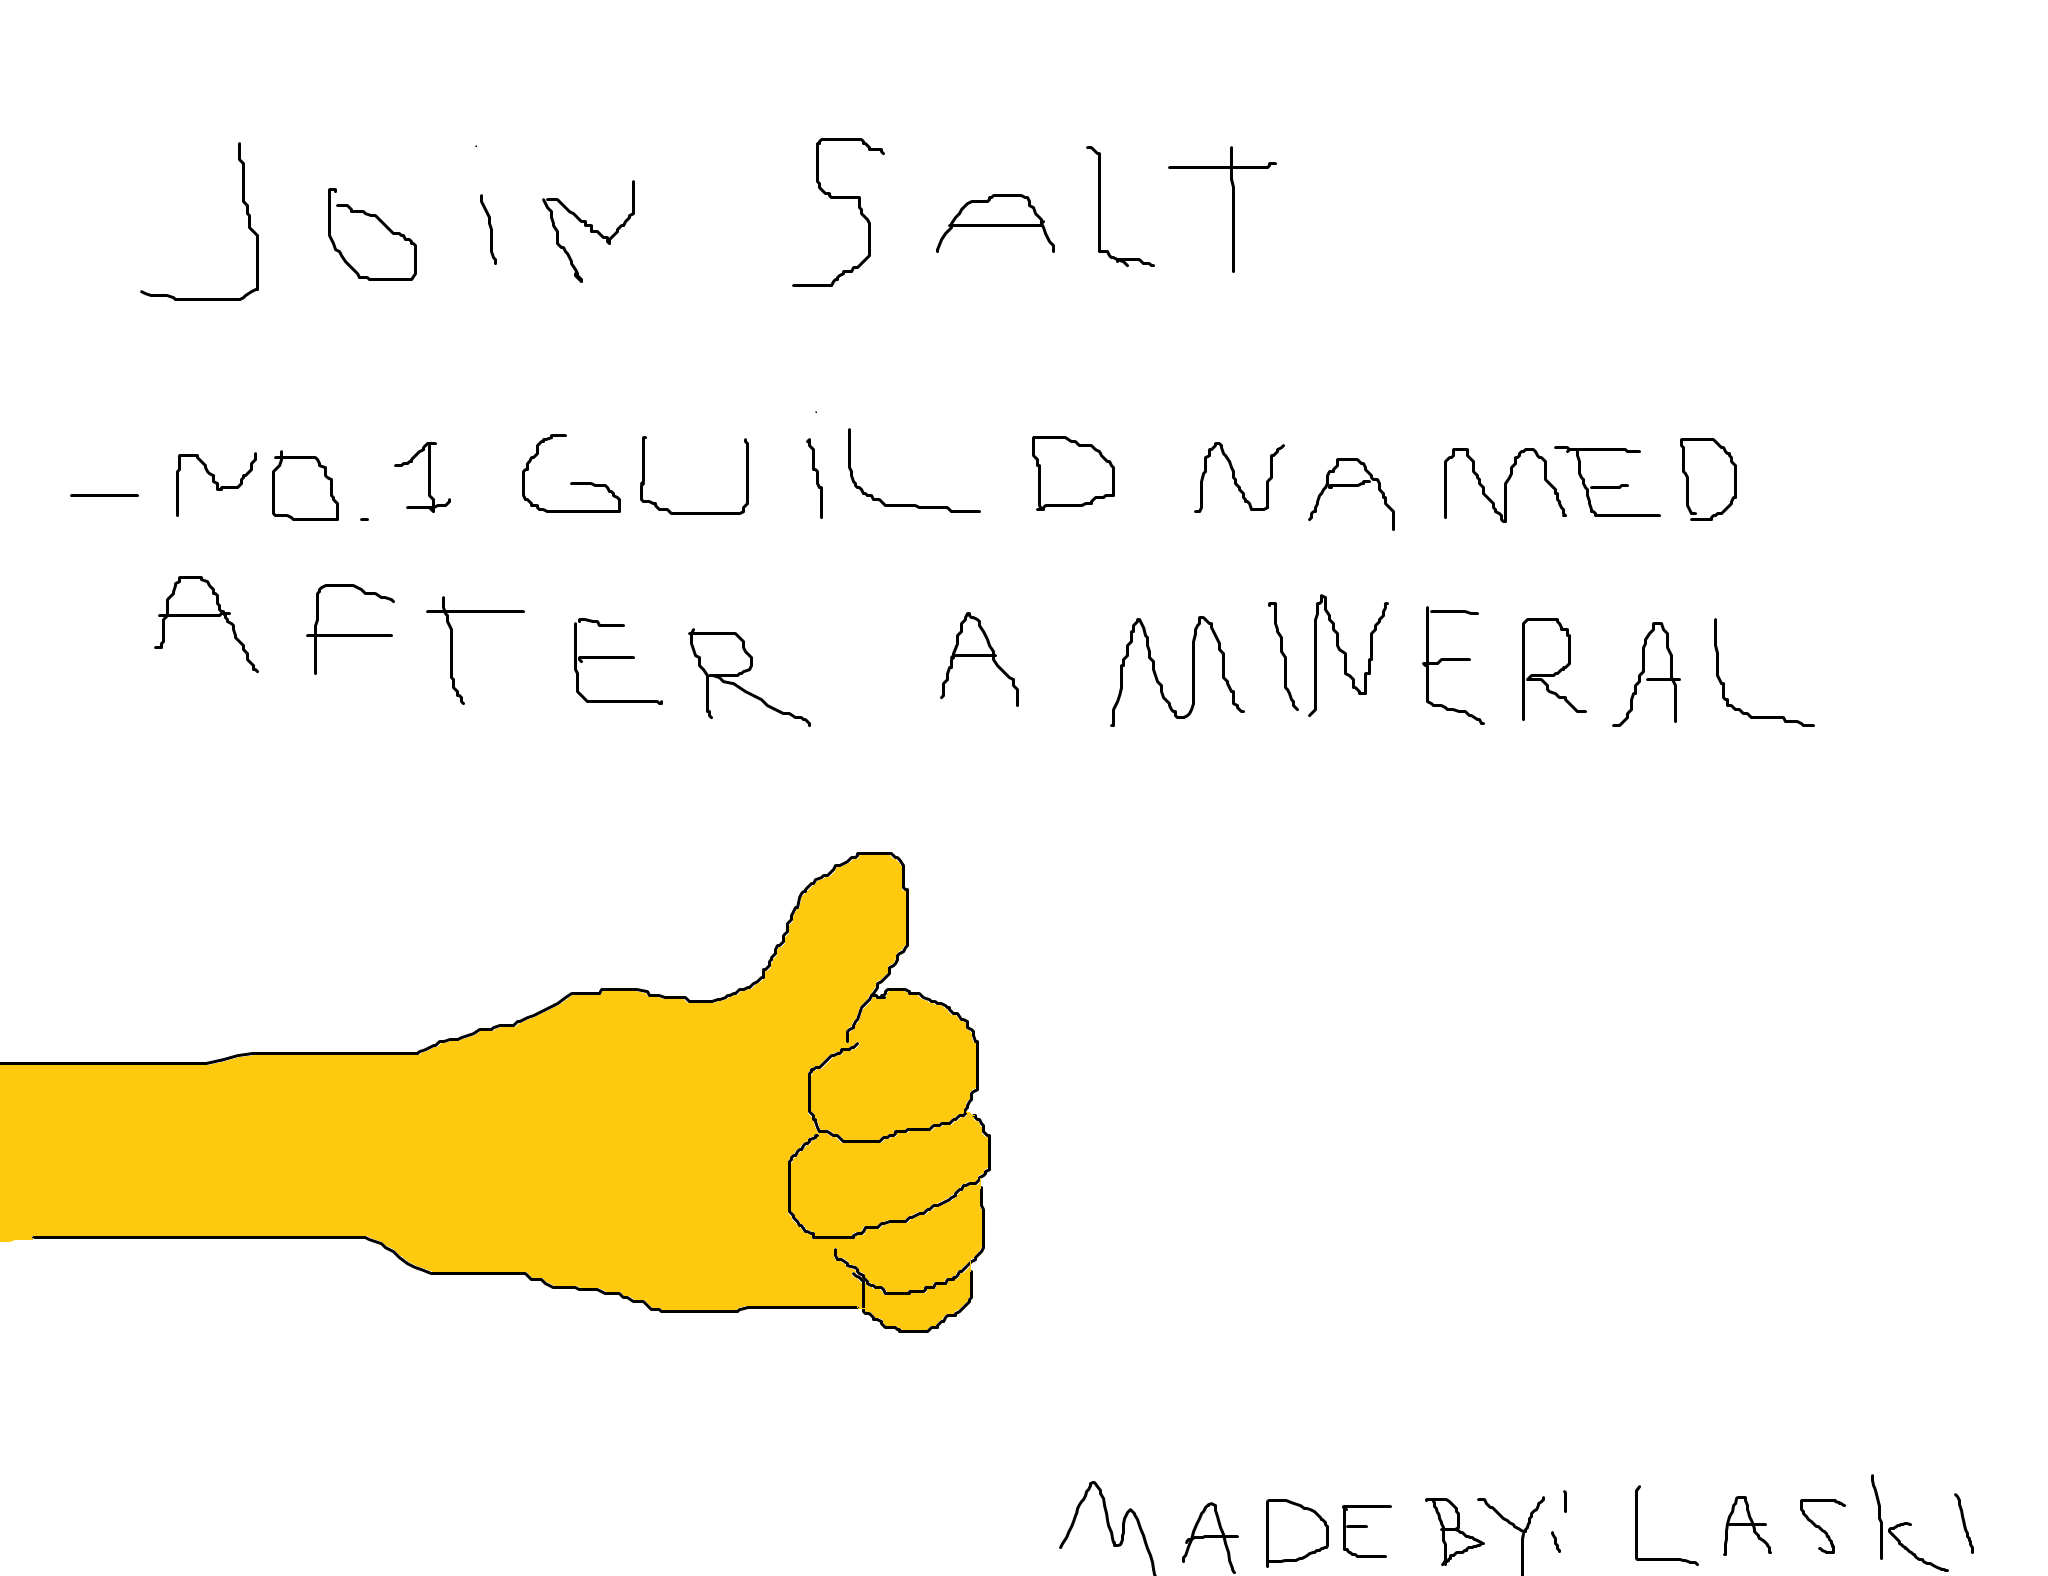 JOiN SALT
- NO.1 GUILD NAMED
AFTER A MINERAL
MADE BY: LASKI